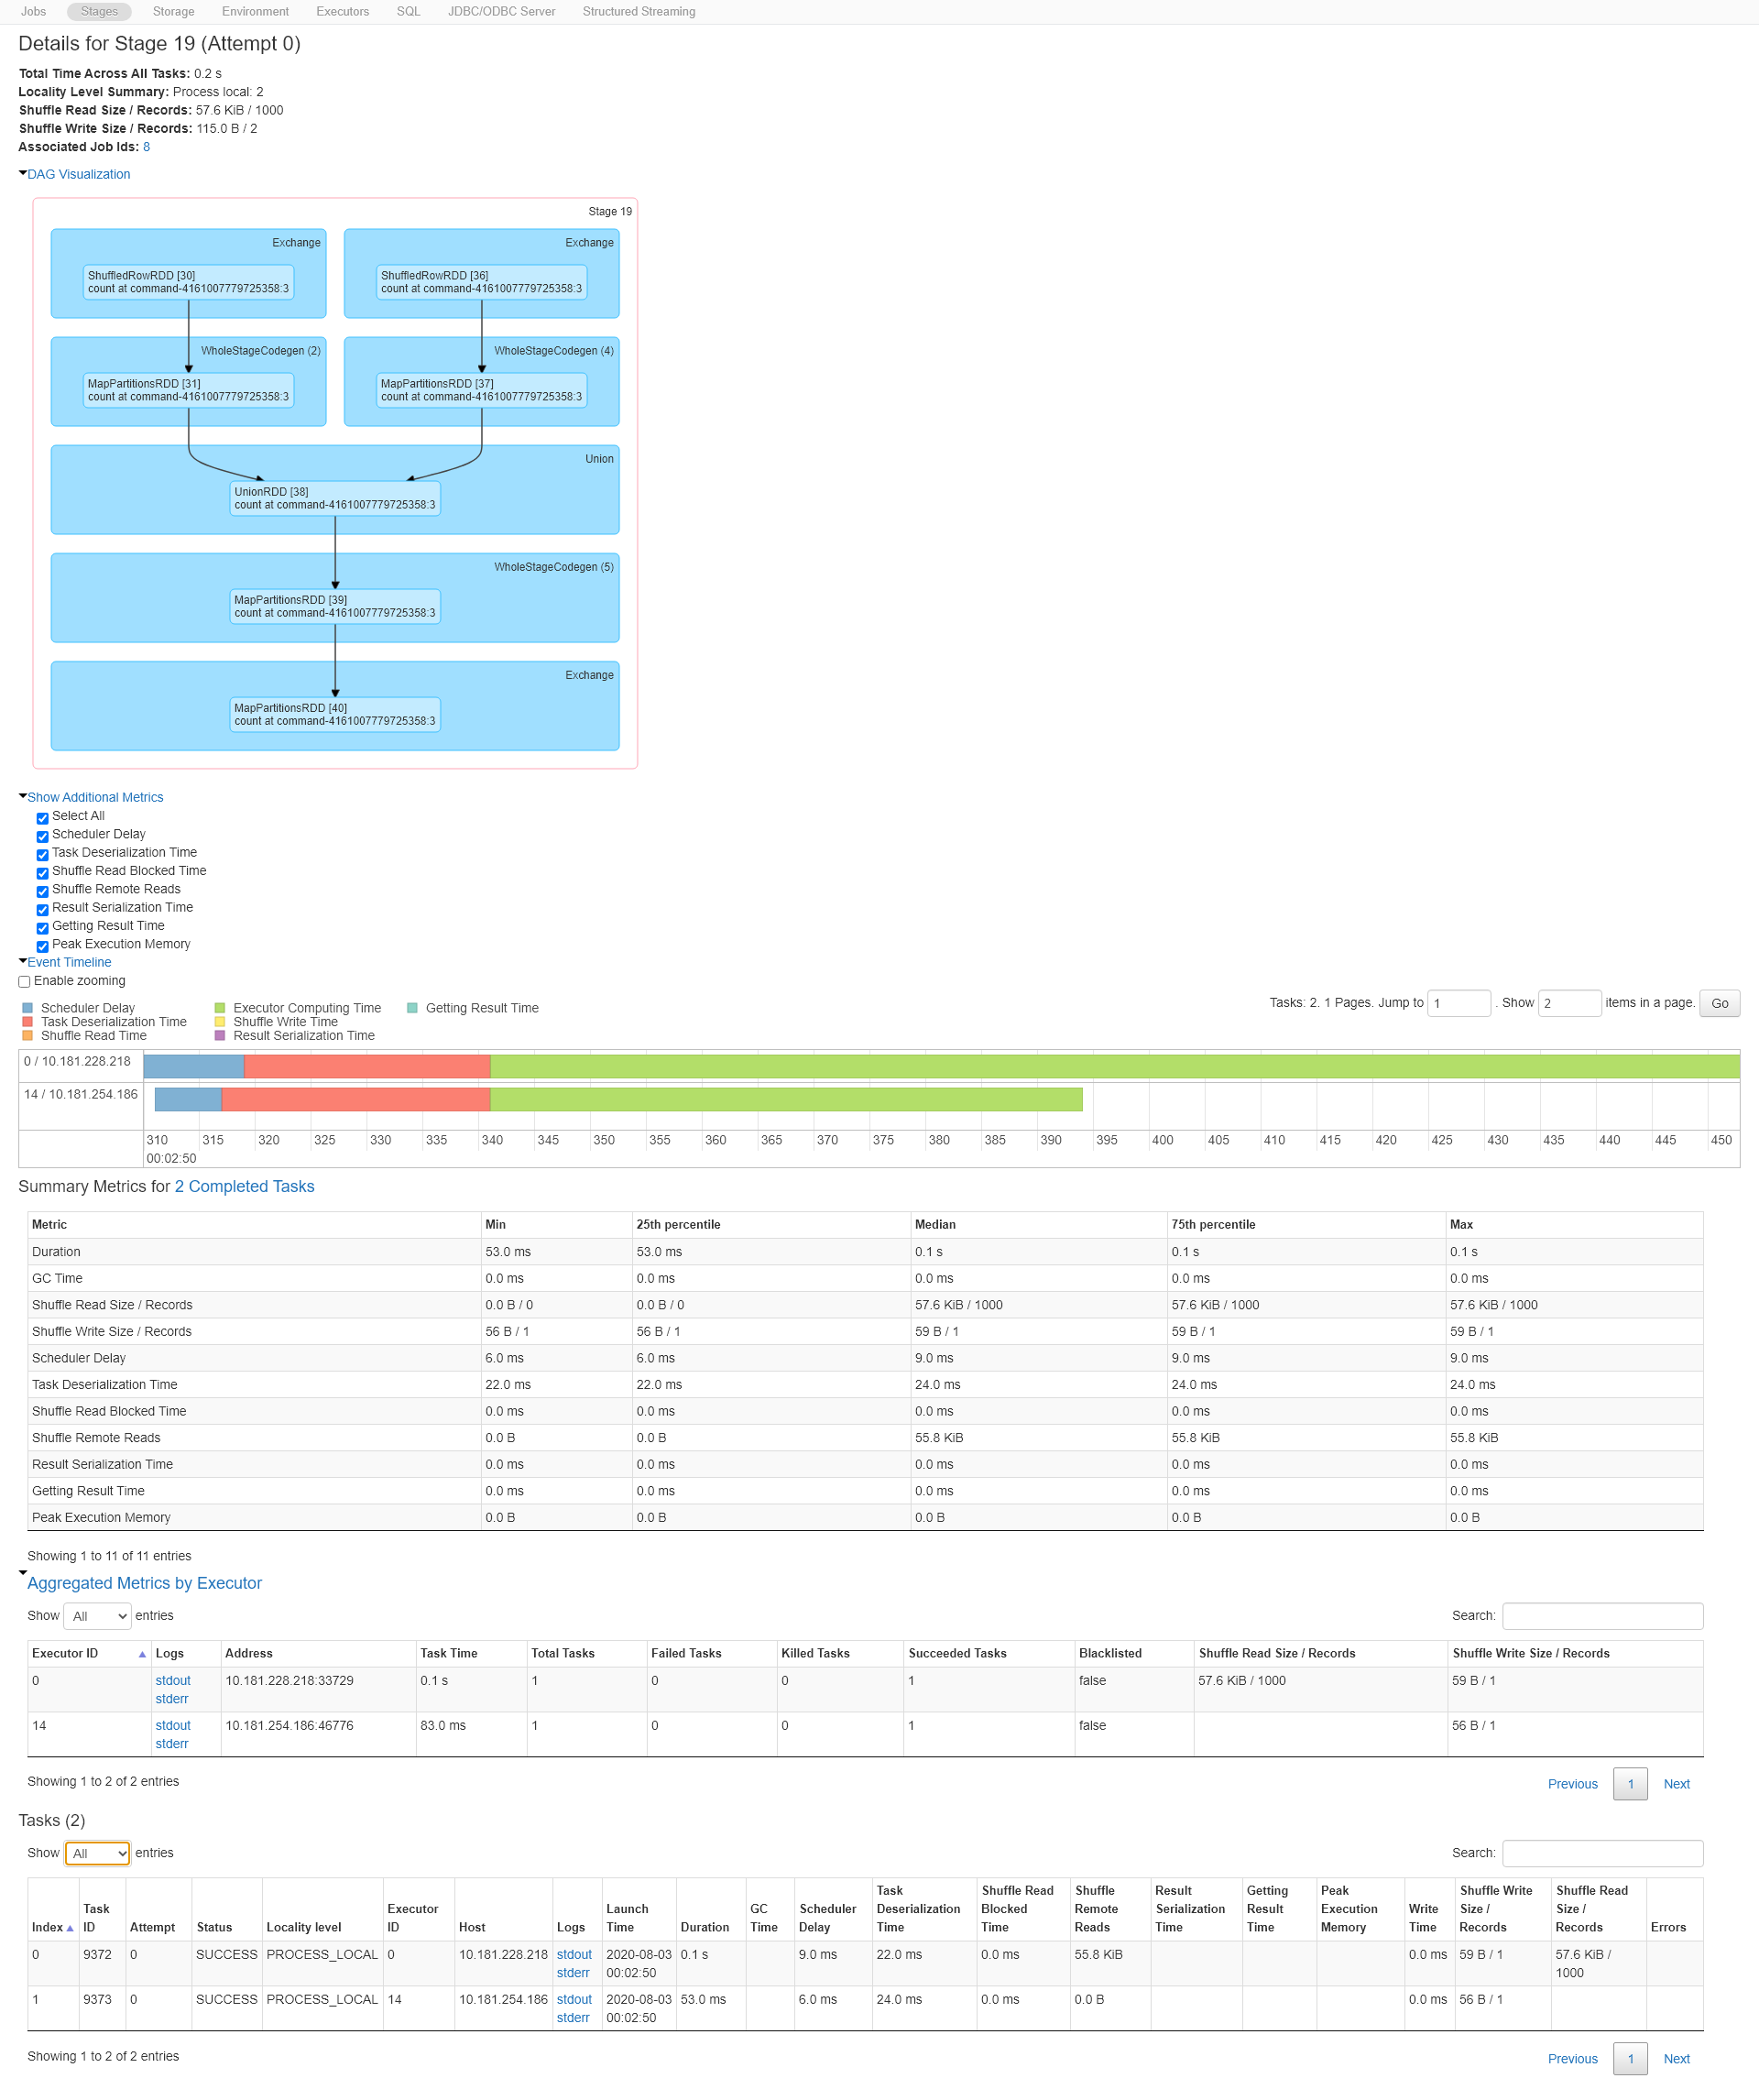 Jobs Stages Storage Environment Executors SQL JDBC/ODBC Server Structured Streaming
Details for Stage 19 (Attempt 0)
Total Time Across All Tasks: 0.2 s
Locality Level Summary: Process local: 2
Shuffle Read Size / Records: 57.6 KiB / 1000
Shuffle Write Size / Records: 115.0 B / 2
Associated Job Ids: 8
DAG Visualization
Stage 19
Exchange Exchange
ShuffledRowRDD [30] ShuffledRowRDD [36]
count at command-4161007779725358:3 count at command-4161007779725358:3
WholeStageCodegen (2) WholeStageCodegen (4)
MapPartitionsRDD [31] MapPartitionsRDD [37]
count at command-4161007779725358:3 count at command-4161007779725358:3
Union
UnionRDD [38]
count at command-4161007779725358:3
WholeStageCodegen (5)
MapPartitionsRDD [39]
count at command-4161007779725358:3
Exchange
MapPartitionsRDD [40]
count at command-4161007779725358:3
Show Additional Metrics
Select All
Scheduler Delay
Task Deserialization Time
Shuffle Read Blocked Time
Shuffle Remote Reads
Result Serialization Time
Getting Result Time
Peak Execution Memory
Event Timeline
Enable zooming
Tasks: 2. 1 Pages. Jump to 1 . Show 2 items in a page. Go
Scheduler Delay Executor Computing Time Getting Result Time
Task Deserialization Time Shuffle Write Time
Shuffle Read Time Result Serialization Time
0 / 10.181.228.218
14 / 10.181.254.186
310 315 320 325 330 335 340 345 350 355 360 365 370 375 380 385 390 395 400 405 410 415 420 425 430 435 440 445 450
00:02:50
Summary Metrics for 2 Completed Tasks
Metric Min 25th percentile Median 75th percentile Max
Duration 53.0 ms 53.0 ms 0.1 s 0.1 s 0.1 s
GC Time 0.0 ms 0.0 ms 0.0 ms 0.0 ms 0.0 ms
Shuffle Read Size / Records 0.0 B / 0 0.0 B / 0 57.6 KiB / 1000 57.6 KiB / 1000 57.6 KiB / 1000
Shuffle Write Size / Records 56 B / 1 56 B / 1 59 B / 1 59 B / 1 59 B / 1
Scheduler Delay 6.0 ms 6.0 ms 9.0 ms 9.0 ms 9.0 ms
Task Deserialization Time 22.0 ms 22.0 ms 24.0 ms 24.0 ms 24.0 ms
Shuffle Read Blocked Time 0.0 ms 0.0 ms 0.0 ms 0.0 ms 0.0 ms
Shuffle Remote Reads 0.0 B 0.0 B 55.8 KiB 55.8 KiB 55.8 KiB
Result Serialization Time 0.0 ms 0.0 ms 0.0 ms 0.0 ms 0.0 ms
Getting Result Time 0.0 ms 0.0 ms 0.0 ms 0.0 ms 0.0 ms
Peak Execution Memory 0.0 B 0.0 B 0.0 B 0.0 B 0.0 B
Showing 1 to 11 of 11 entries
Aggregated Metrics by Executor
Show All entries Search:
Executor ID Logs Address Task Time Total Tasks Failed Tasks Killed Tasks Succeeded Tasks Blacklisted Shuffle Read Size / Records Shuffle Write Size / Records
0 stdout 10.181.228.218:33729 0.1 s 1 0 0 1 false 57.6 KiB / 1000 59 B / 1
stderr
14 stdout 10.181.254.186:46776 83.0 ms 1 0 0 1 false 56 B / 1
stderr
Showing 1 to 2 of 2 entries
Previous 1 Next
Tasks (2)
Show All entries Search:
Task Shuffle Read Shuffle Result Getting Peak Shuffle Write Shuffle Read
Task Executor Launch GC Scheduler Deserialization Blocked Remote Serialization Result Execution Write Size / Size /
Index ID Attempt Status Locality level ID Host Logs Time Duration Time Delay Time Time Reads Time Time Memory Time Records Records Errors
0 9372 0 SUCCESS PROCESS_LOCAL 0 10.181.228.218 stdout 2020-08-03 0.1 s 9.0 ms 22.0 ms 0.0 ms 55.8 KiB 0.0 ms 59 B / 1 57.6 KiB /
stderr 00:02:50 1000
1 9373 0 SUCCESS PROCESS_LOCAL 14 10.181.254.186 stdout 2020-08-03 53.0 ms 6.0 ms 24.0 ms 0.0 ms 0.0 B 0.0 ms 56 B / 1
stderr 00:02:50
Showing 1 to 2 of 2 entries
Previous 1 Next